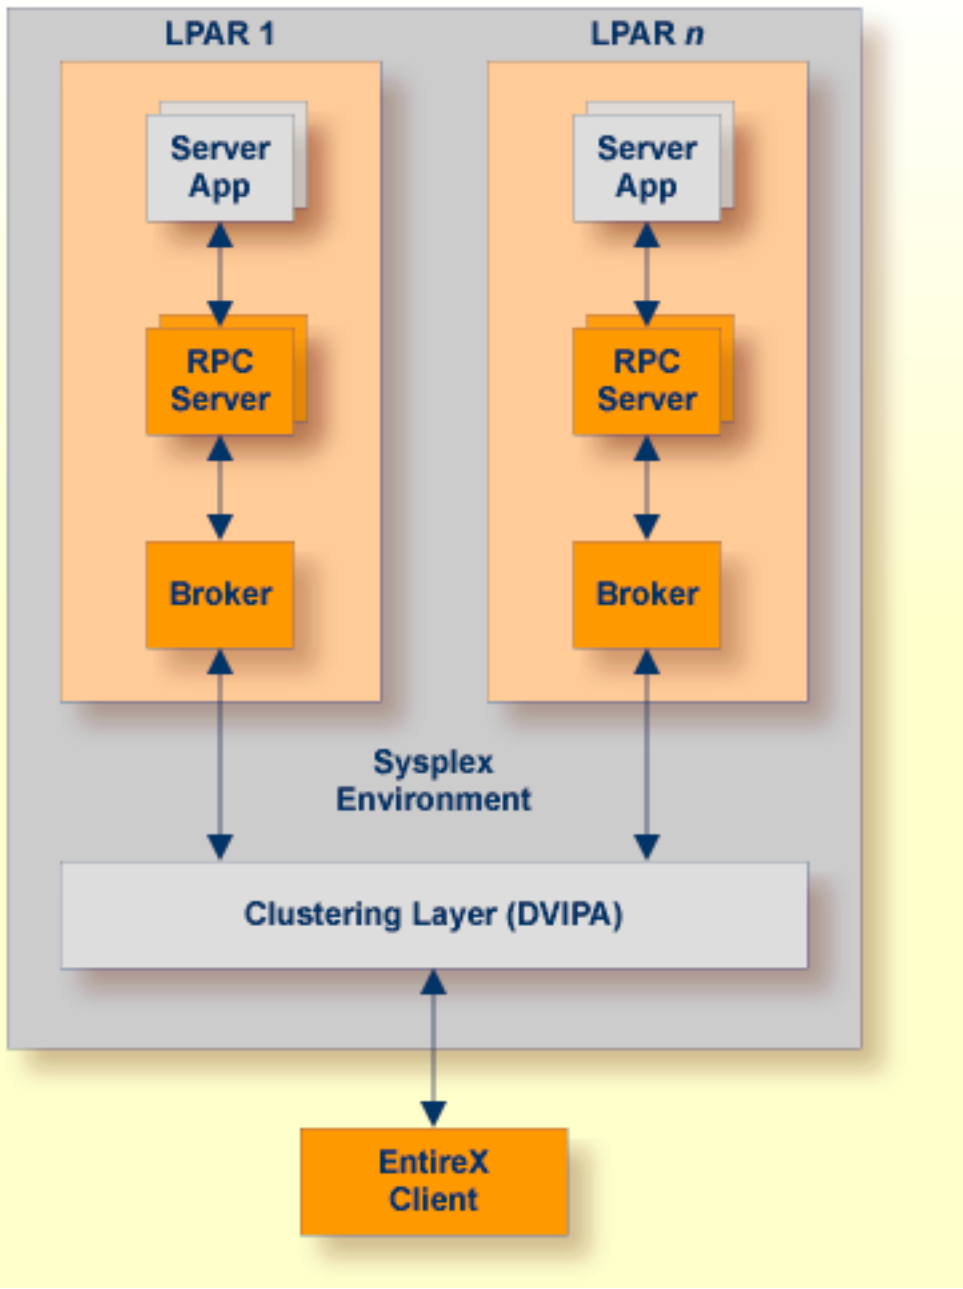 LPAR 1
LPAR n
Server
App
Server
App
RPC
Server
RPC
Server
Broker
Broker
Sysplex
Environment
Clustering Layer (DVIPA)
EntireX
Client